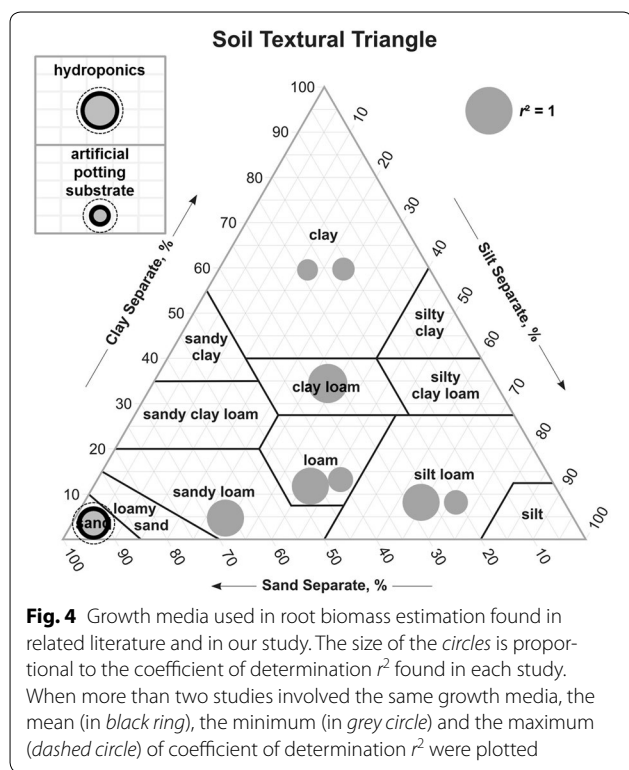 Soil Textural Triangle
hydroponics
artificial
potting
substrate
r² = 1
Clay Separate, %
Silt Separate, %
Sand Separate, %
100
90
80
70
60
50
40
30
20
10
10
20
30
40
50
60
70
80
90
100
100
90
80
70
60
50
40
30
20
10
clay
sandy
clay
silty
clay
clay loam
silty
clay loam
sandy clay loam
loam
silt loam
sandy loam
loamy
sand
sand
silt
Fig. 4 Growth media used in root biomass estimation found in
related literature and in our study. The size of the circles is propor-
tional to the coefficient of determination r² found in each study.
When more than two studies involved the same growth media, the
mean (in black ring), the minimum (in grey circle) and the maximum
(dashed circle) of coefficient of determination r² were plotted